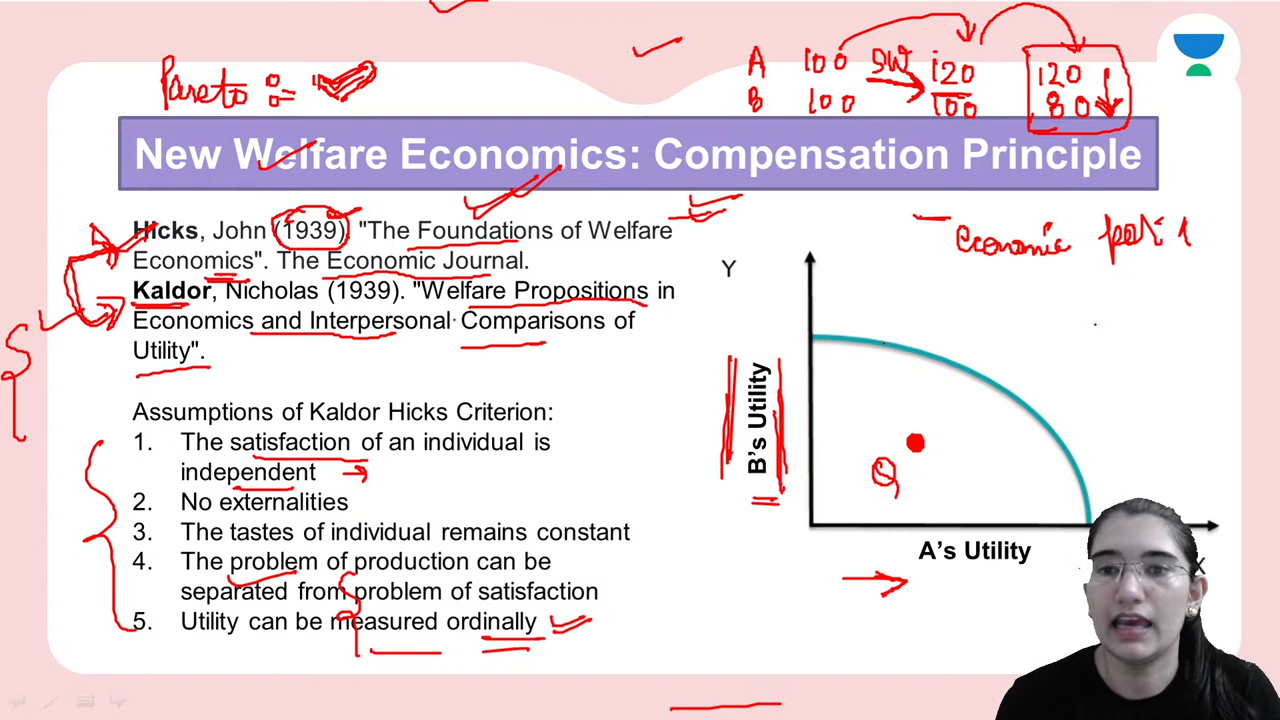 Pareto :=
A 100 SW 120 120
B 100 100 80
New Welfare Economics: Compensation Principle
Hicks, John (1939). "The Foundations of Welfare
Economics". The Economic Journal.
Kaldor, Nicholas (1939). "Welfare Propositions in
Economics and Interpersonal Comparisons of
Utility".
Assumptions of Kaldor Hicks Criterion:
1. The satisfaction of an individual is
independent
2. No externalities
3. The tastes of individual remains constant
4. The problem of production can be
separated from problem of satisfaction
5. Utility can be measured ordinally
economic
Y
B's Utility
Q
A's Utility
X